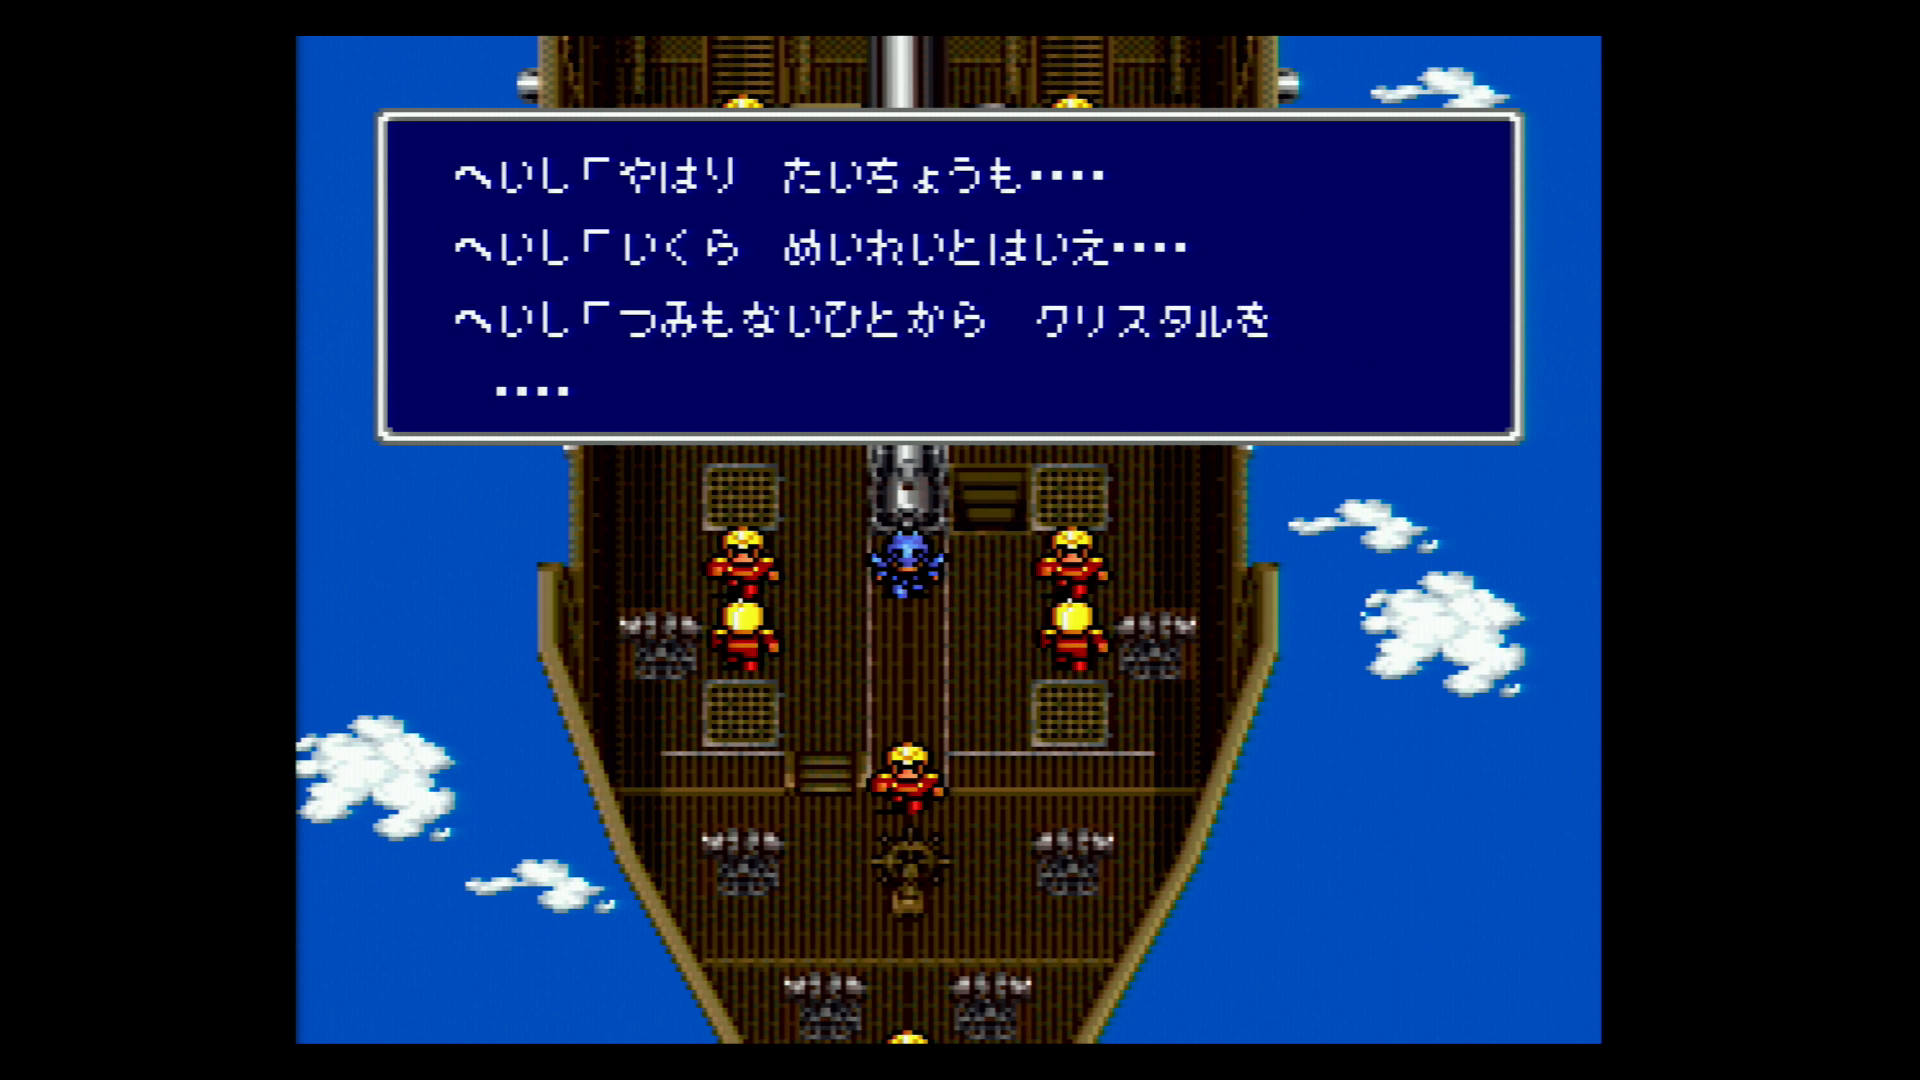 へいし「やはり　たいちょうも‥‥
へいし「いくら　めいれいとはいえ‥‥
へいし「つみもないひとから　クリスタルを
‥‥